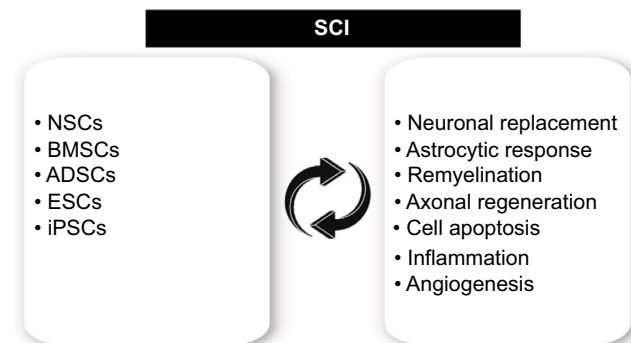 SCI
• NSCs
• BMSCs
• ADSCs
• ESCs
• iPSCs
• Neuronal replacement
• Astrocytic response
• Remyelination
• Axonal regeneration
• Cell apoptosis
• Inflammation
• Angiogenesis